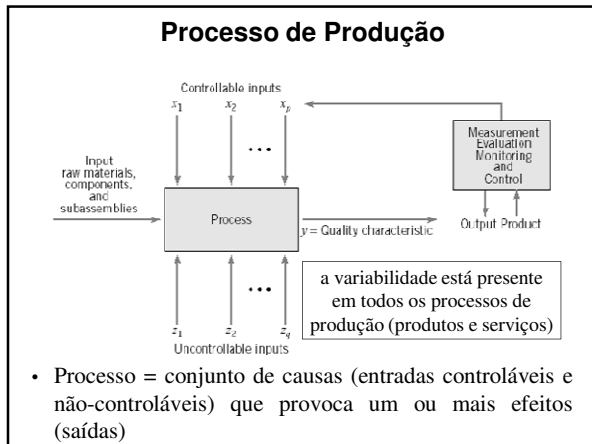 Processo de Produção
Controllable inputs
x1 x2 xp
...
Input
raw materials,
components,
and
subassemblies
Process
y = Quality characteristic
Measurement
Evaluation
Monitoring
and
Control
Output Product
...
z1 z2 zq
Uncontrollable inputs
a variabilidade está presente
em todos os processos de
produção (produtos e serviços)
• Processo = conjunto de causas (entradas controláveis e
não-controláveis) que provoca um ou mais efeitos
(saídas)